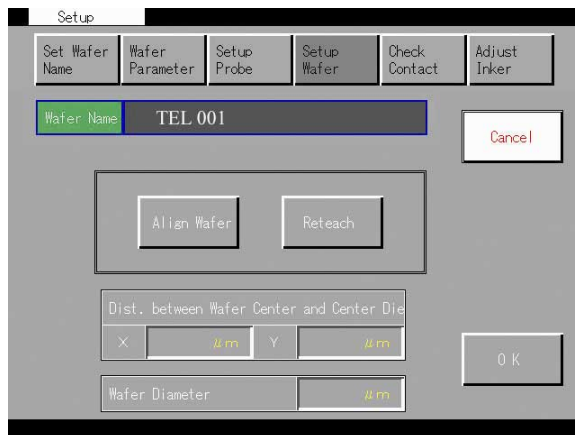 Setup
Set Wafer Name
Wafer Parameter
Setup Probe
Setup Wafer
Check Contact
Adjust Inker
Wafer Name TEL 001
Cancel
Align Wafer Reteach
Dist. between Wafer Center and Center Die
X μm Y μm
OK
Wafer Diameter μm